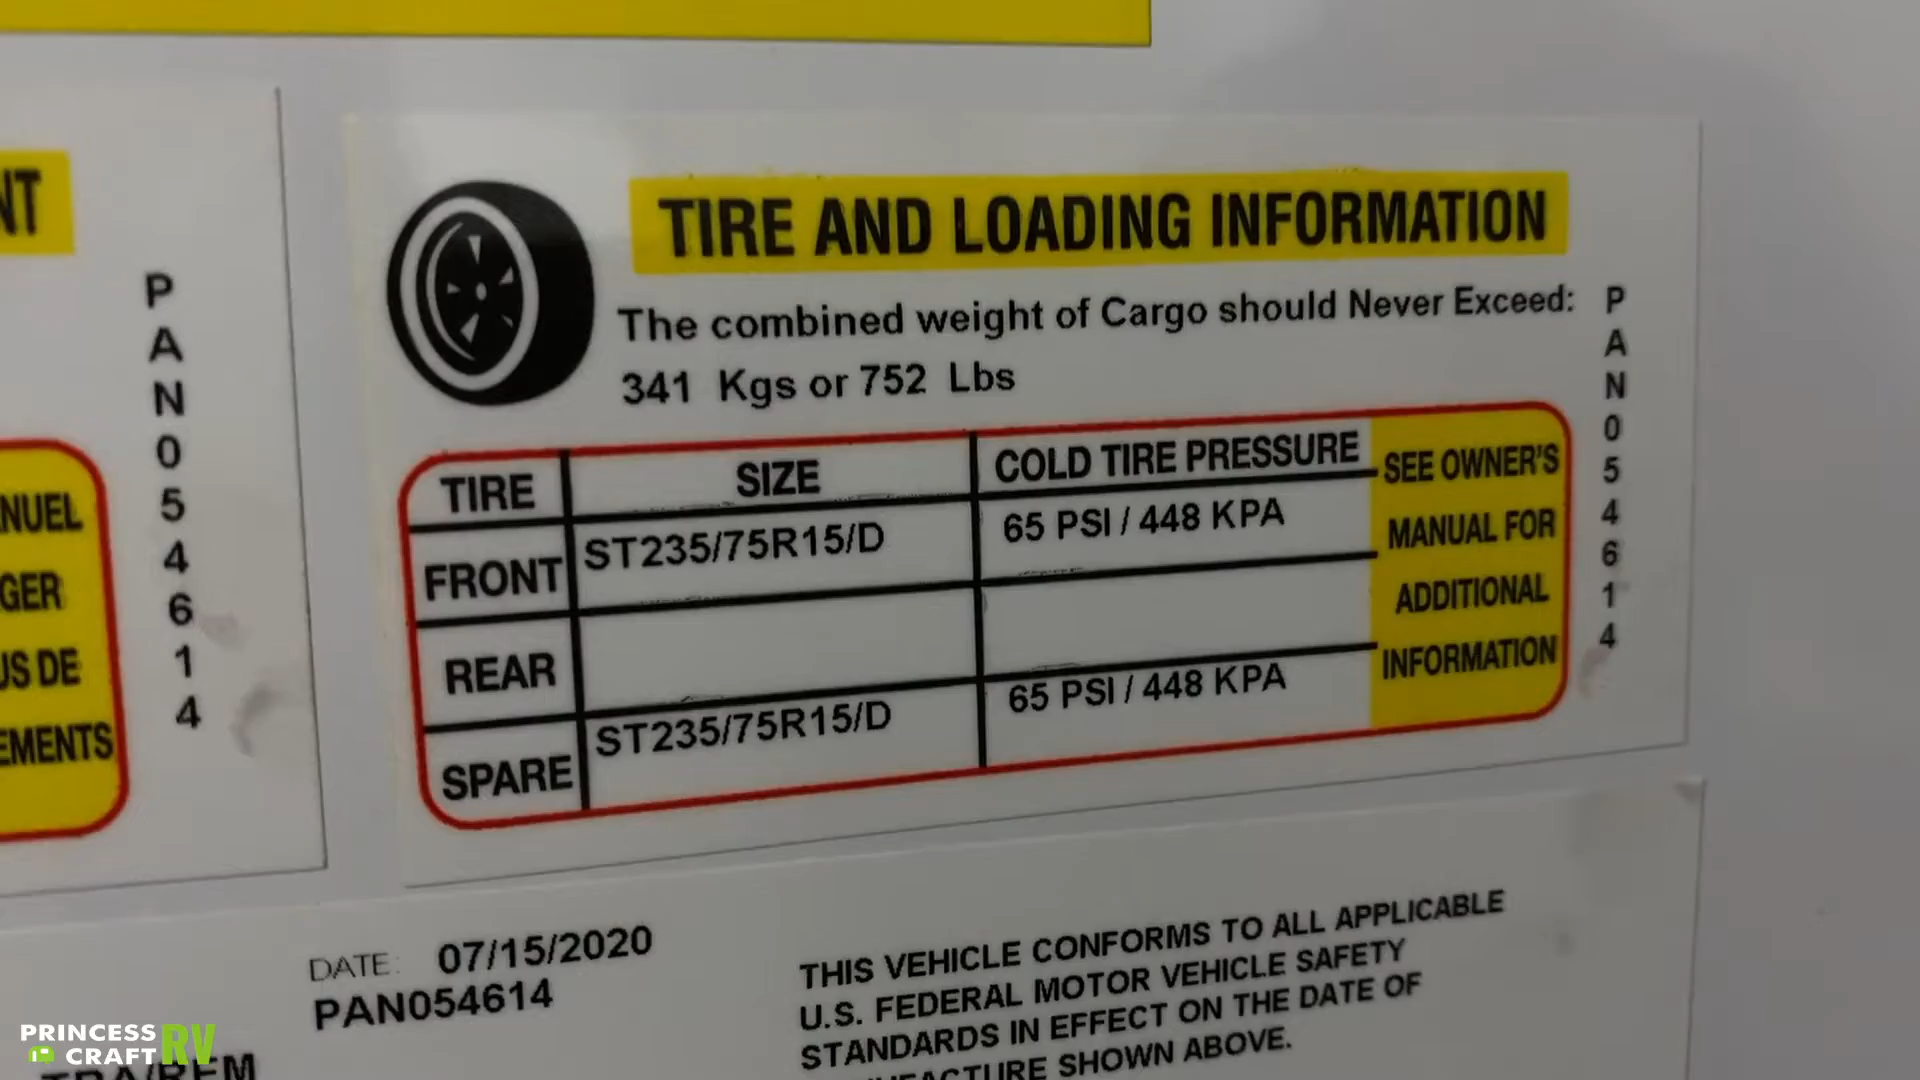 NT
PAN054614
NUEL
GER
US DE
EMENTS
TIRE AND LOADING INFORMATION
The combined weight of Cargo should Never Exceed:
341 Kgs or 752 Lbs
TIRE SIZE COLD TIRE PRESSURE
FRONT ST235/75R15/D 65 PSI / 448 KPA
REAR
SPARE ST235/75R15/D 65 PSI / 448 KPA
SEE OWNER'S
MANUAL FOR
ADDITIONAL
INFORMATION
PAN054614
DATE: 07/15/2020
PAN054614
THIS VEHICLE CONFORMS TO ALL APPLICABLE
U.S. FEDERAL MOTOR VEHICLE SAFETY
STANDARDS IN EFFECT ON THE DATE OF
SHOWN ABOVE.
PRINCESS
CRAFT RV